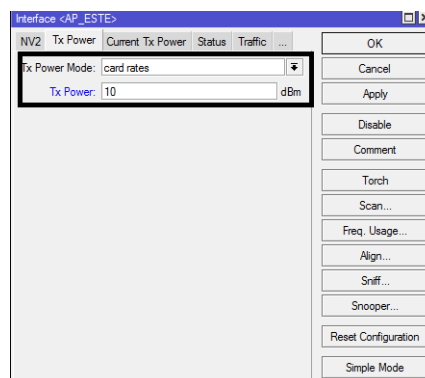 Interface <AP_ESTE>
NV2 Tx Power Current Tx Power Status Traffic ...
Tx Power Mode: card rates
Tx Power: 10 dBm
OK
Cancel
Apply
Disable
Comment
Torch
Scan...
Freq. Usage...
Align...
Sniff...
Snooper...
Reset Configuration
Simple Mode